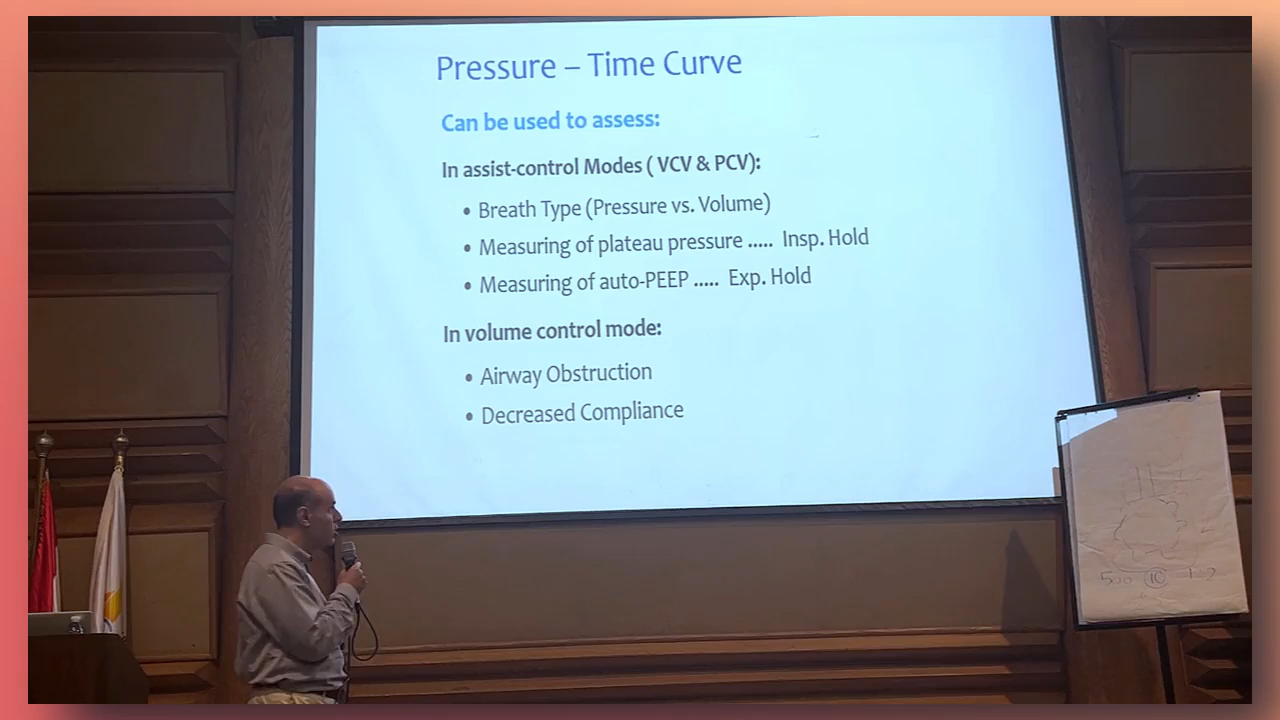 Pressure – Time Curve
Can be used to assess:
In assist-control Modes ( VCV & PCV):
• Breath Type (Pressure vs. Volume)
• Measuring of plateau pressure ..... Insp. Hold
• Measuring of auto-PEEP ..... Exp. Hold
In volume control mode:
• Airway Obstruction
• Decreased Compliance
500 10